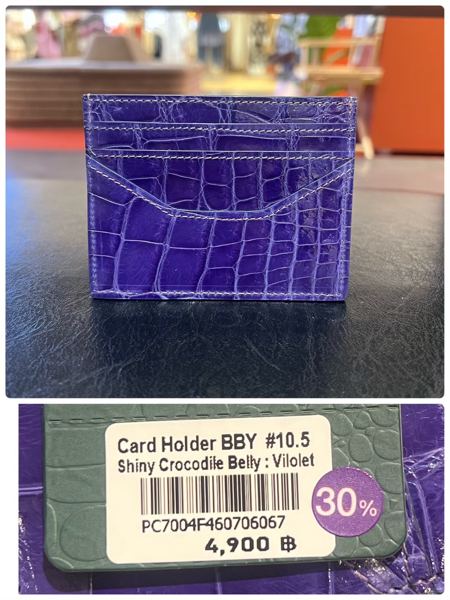 Card Holder BBY #10.5
Shiny Crocodile Belly : Vilolet
30%
PC7004F460706067
4,900 ฿